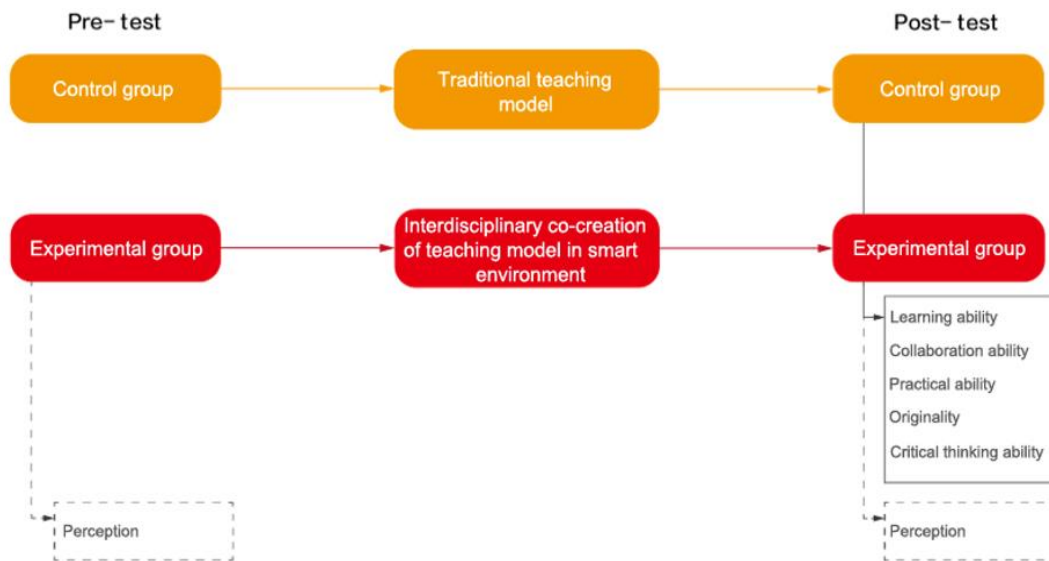 Pre-test
Post-test
Control group
Traditional teaching
model
Control group
Experimental group
Interdisciplinary co-creation
of teaching model in smart
environment
Experimental group
Learning ability
Collaboration ability
Practical ability
Originality
Critical thinking ability
Perception
Perception